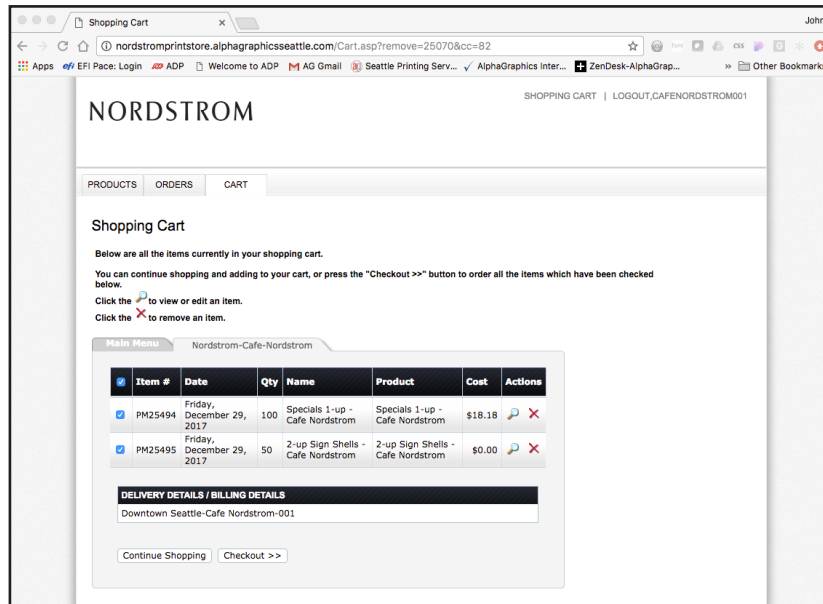 Shopping Cart
John
nordstromprintstore.alphagraphicsseattle.com/Cart.asp?remove=25070&cc=82
css
Apps efi EFI Pace: Login ADP Welcome to ADP AG Gmail Seattle Printing Serv... AlphaGraphics Inter... ZenDesk-AlphaGrap... » Other Bookmarks
SHOPPING CART | LOGOUT,CAFENORDSTROM001
NORDSTROM
PRODUCTS ORDERS CART
Shopping Cart
Below are all the items currently in your shopping cart.
You can continue shopping and adding to your cart, or press the "Checkout >>" button to order all the items which have been checked
below.
Click the to view or edit an item.
Click the to remove an item.
Main Menu Nordstrom-Cafe-Nordstrom
Item # Date Qty Name Product Cost Actions
PM25494 Friday, December 29, 2017 100 Specials 1-up - Cafe Nordstrom Specials 1-up - Cafe Nordstrom $18.18
PM25495 Friday, December 29, 2017 50 2-up Sign Shells - Cafe Nordstrom 2-up Sign Shells - Cafe Nordstrom $0.00
DELIVERY DETAILS / BILLING DETAILS
Downtown Seattle-Cafe Nordstrom-001
Continue Shopping Checkout >>